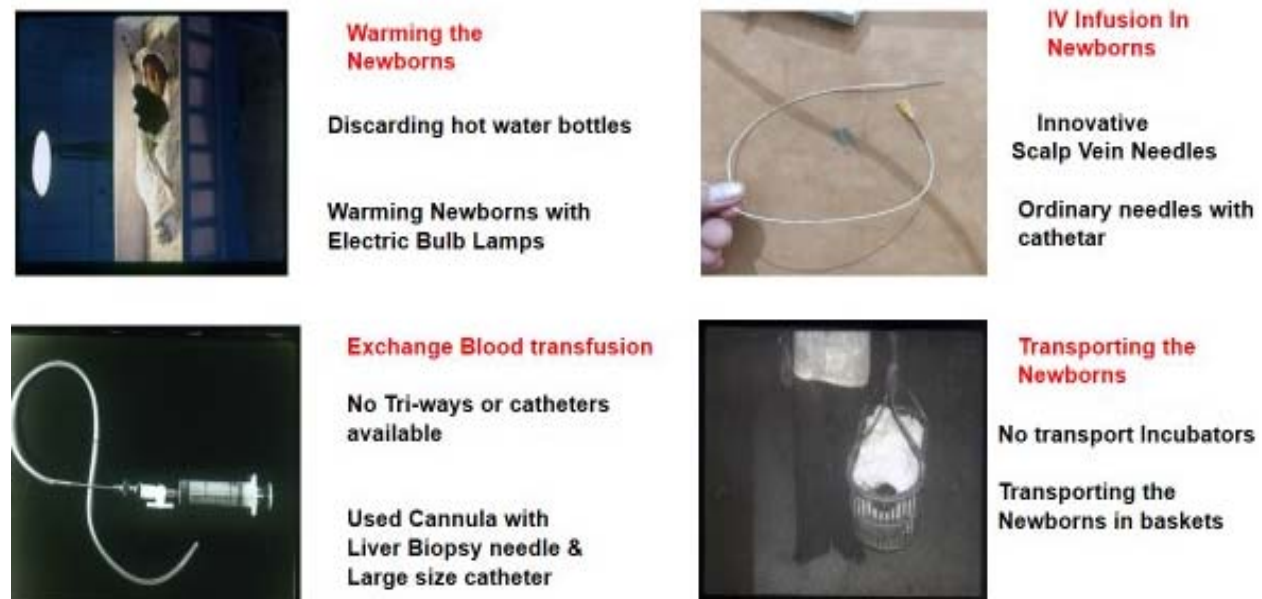 Warming the
Newborns
Discarding hot water bottles
Warming Newborns with
Electric Bulb Lamps
IV Infusion In
Newborns
Innovative
Scalp Vein Needles
Ordinary needles with
cathetar
Exchange Blood transfusion
No Tri-ways or catheters
available
Used Cannula with
Liver Biopsy needle &
Large size catheter
Transporting the
Newborns
No transport Incubators
Transporting the
Newborns in baskets